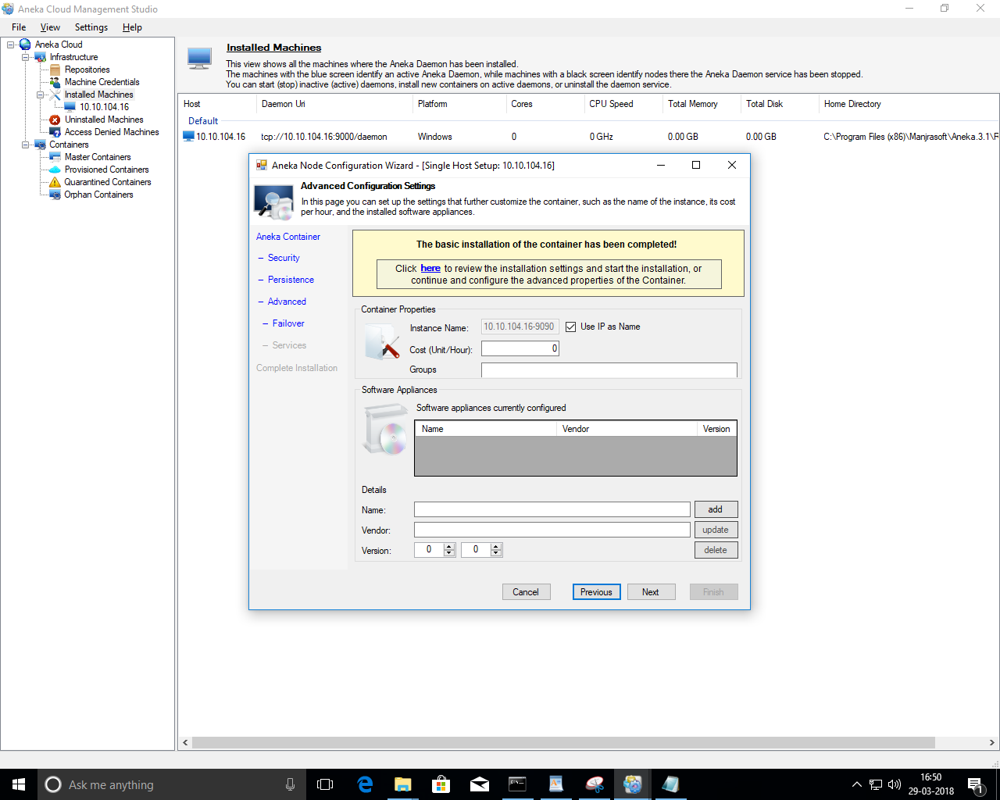 Aneka Cloud Management Studio
File View Settings Help
Aneka Cloud
Infrastructure
Repositories
Machine Credentials
Installed Machines
10.10.104.16
Uninstalled Machines
Access Denied Machines
Containers
Master Containers
Provisioned Containers
Quarantined Containers
Orphan Containers
Installed Machines
This view shows all the machines where the Aneka Daemon has been installed.
The machines with the blue screen identify an active Aneka Daemon, while machines with a black screen identify nodes there the Aneka Daemon service has been stopped.
You can start (stop) inactive (active) daemons, install new containers on active daemons, or uninstall the daemon service.
Host Daemon Uri Platform Cores CPU Speed Total Memory Total Disk Home Directory
Default
10.10.104.16 tcp://10.10.104.16:9000/daemon Windows 0 0 GHz 0.00 GB 0.00 GB C:\Program Files (x86)\Manjrasoft\Aneka.3.1\R
Aneka Node Configuration Wizard - [Single Host Setup: 10.10.104.16]
Advanced Configuration Settings
In this page you can set up the settings that further customize the container, such as the name of the instance, its cost
per hour, and the installed software appliances.
Aneka Container
– Security
– Persistence
– Advanced
– Failover
– Services
Complete Installation
The basic installation of the container has been completed!
Click here to review the installation settings and start the installation, or
continue and configure the advanced properties of the Container.
Container Properties
Instance Name: 10.10.104.16-9090 Use IP as Name
Cost (Unit/Hour): 0
Groups
Software Appliances
Software appliances currently configured
Name Vendor Version
Details
Name: add
Vendor: update
Version: 0 0 delete
Cancel Previous Next Finish
Ask me anything
16:50
29-03-2018
1